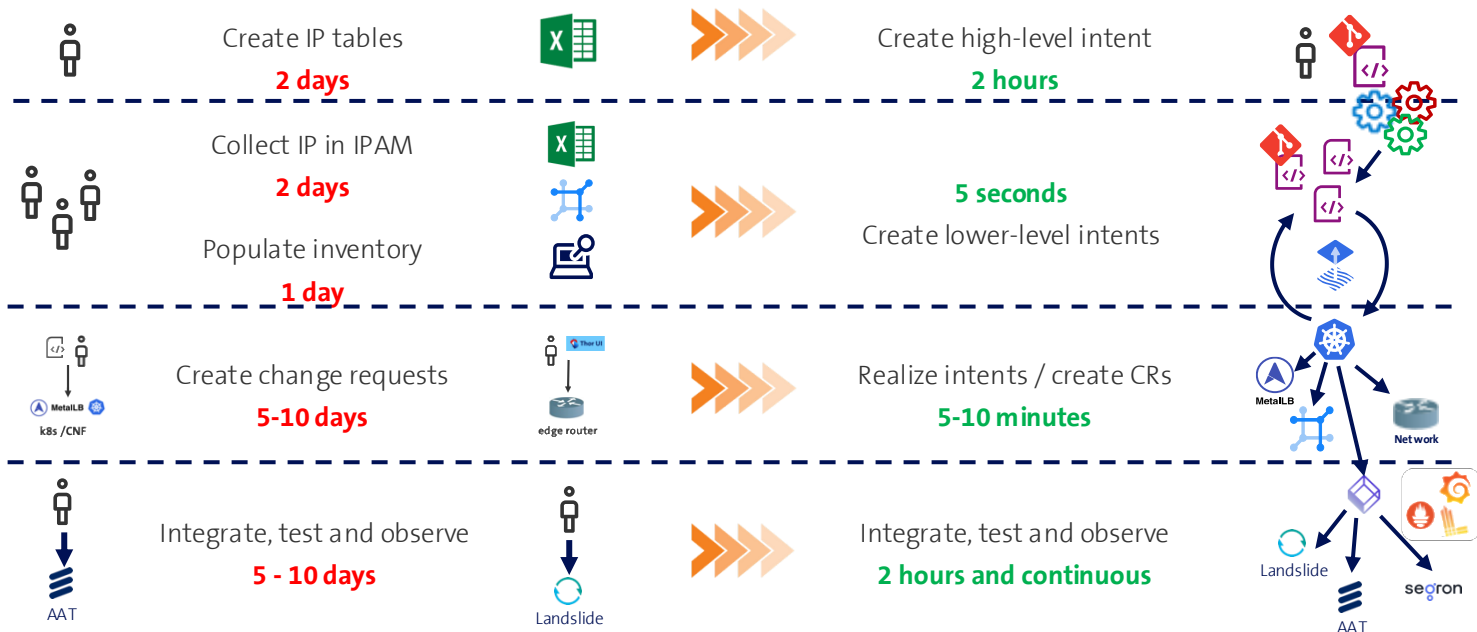 Create IP tables
2 days
X
Create high-level intent
2 hours
</>
Collect IP in IPAM
2 days
X
Populate inventory
1 day
5 seconds
Create lower-level intents
</>
</>
</>
</>
MetalLB
k8s /CNF
Create change requests
5-10 days
Thor UI
edge router
Realize intents / create CRs
5-10 minutes
MetalLB
Network
AAT
Integrate, test and observe
5 - 10 days
Landslide
Integrate, test and observe
2 hours and continuous
Landslide
AAT
segron